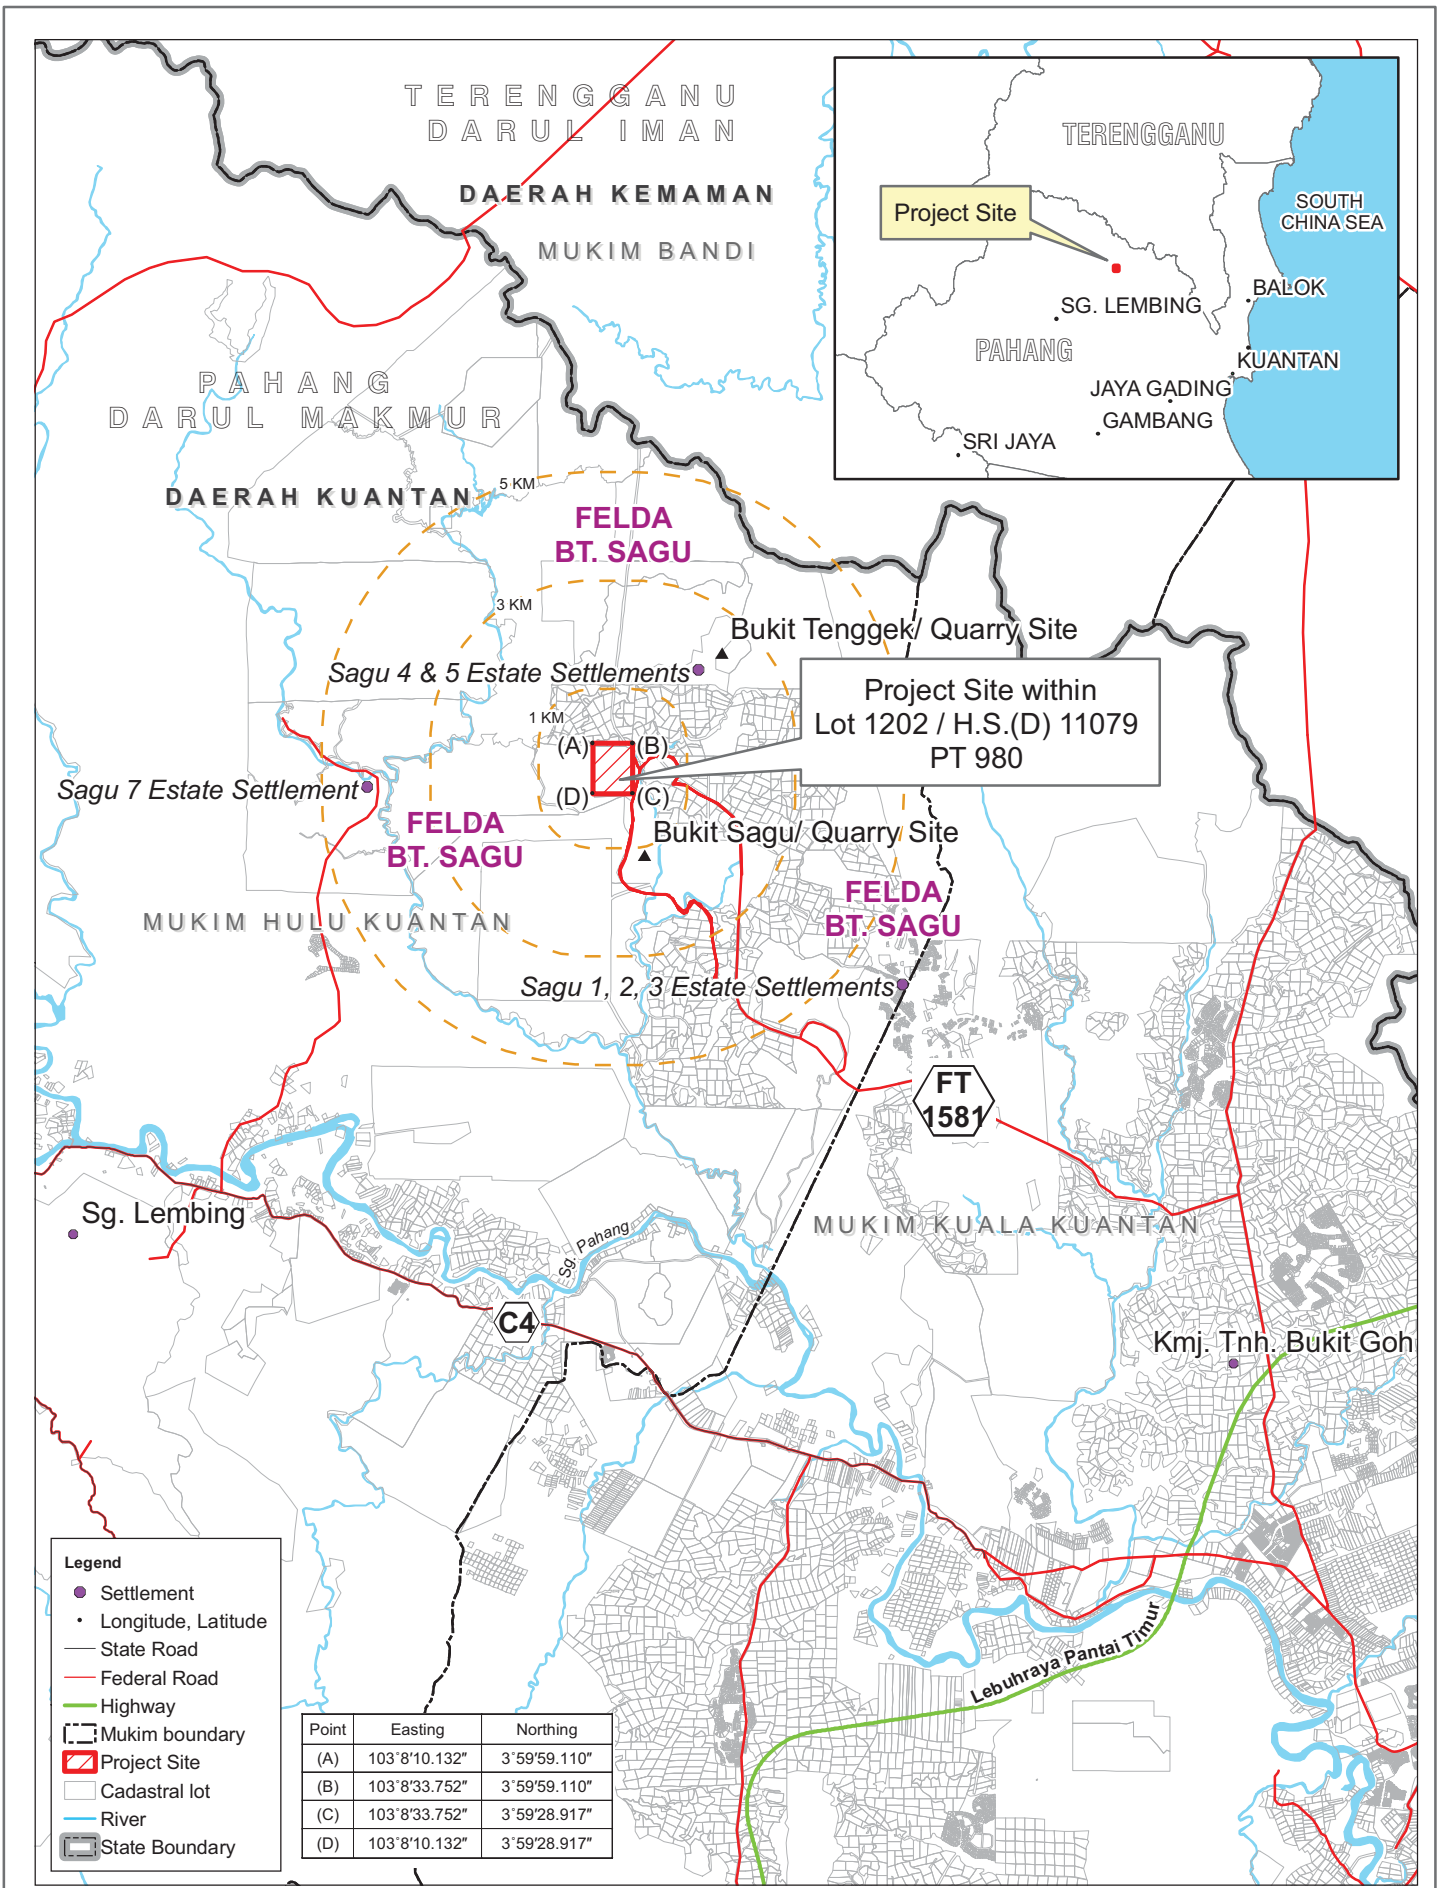 TERENGGANU
DARUL IMAN
DAERAH KEMAMAN
MUKIM BANDI
TERENGGANU
Project Site
SOUTH
CHINA SEA
BALOK
SG. LEMBING
PAHANG
KUANTAN
JAYA GADING
GAMBANG
SRI JAYA
PAHANG
DARUL MAKMUR
DAERAH KUANTAN
5 KM
FELDA
BT. SAGU
3 KM
Bukit Tenggek/ Quarry Site
Sagu 4 & 5 Estate Settlements
Project Site within
Lot 1202 / H.S.(D) 11079
PT 980
1 KM
(A)
(B)
(D)
(C)
Sagu 7 Estate Settlement
FELDA
BT. SAGU
Bukit Sagu/ Quarry Site
FELDA
BT. SAGU
MUKIM HULU KUANTAN
Sagu 1, 2, 3 Estate Settlements
FT
1581
Sg. Lembing
MUKIM KUALA KUANTAN
Sg. Pahang
C4
Kmj. Tnh. Bukit Goh
Lebuhraya Pantai Timur
Legend
Settlement
Longitude, Latitude
State Road
Federal Road
Highway
Mukim boundary
Project Site
Cadastral lot
River
State Boundary
Point Easting Northing
(A) 103°8'10.132" 3°59'59.110"
(B) 103°8'33.752" 3°59'59.110"
(C) 103°8'33.752" 3°59'28.917"
(D) 103°8'10.132" 3°59'28.917"